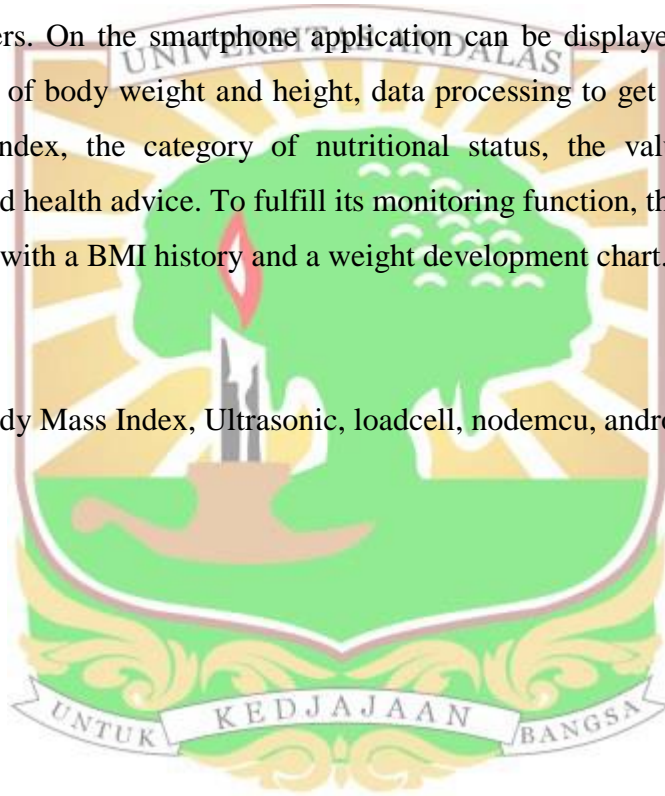 ers. On the smartphone application can be displaye
UNIVERSITAS ANDALAS
of body weight and height, data processing to get
ndex, the category of nutritional status, the val
d health advice. To fulfill its monitoring function, th
with a BMI history and a weight development chart.
dy Mass Index, Ultrasonic, loadcell, nodemcu, andro
UNTUK KEDJAJAAN BANGSA